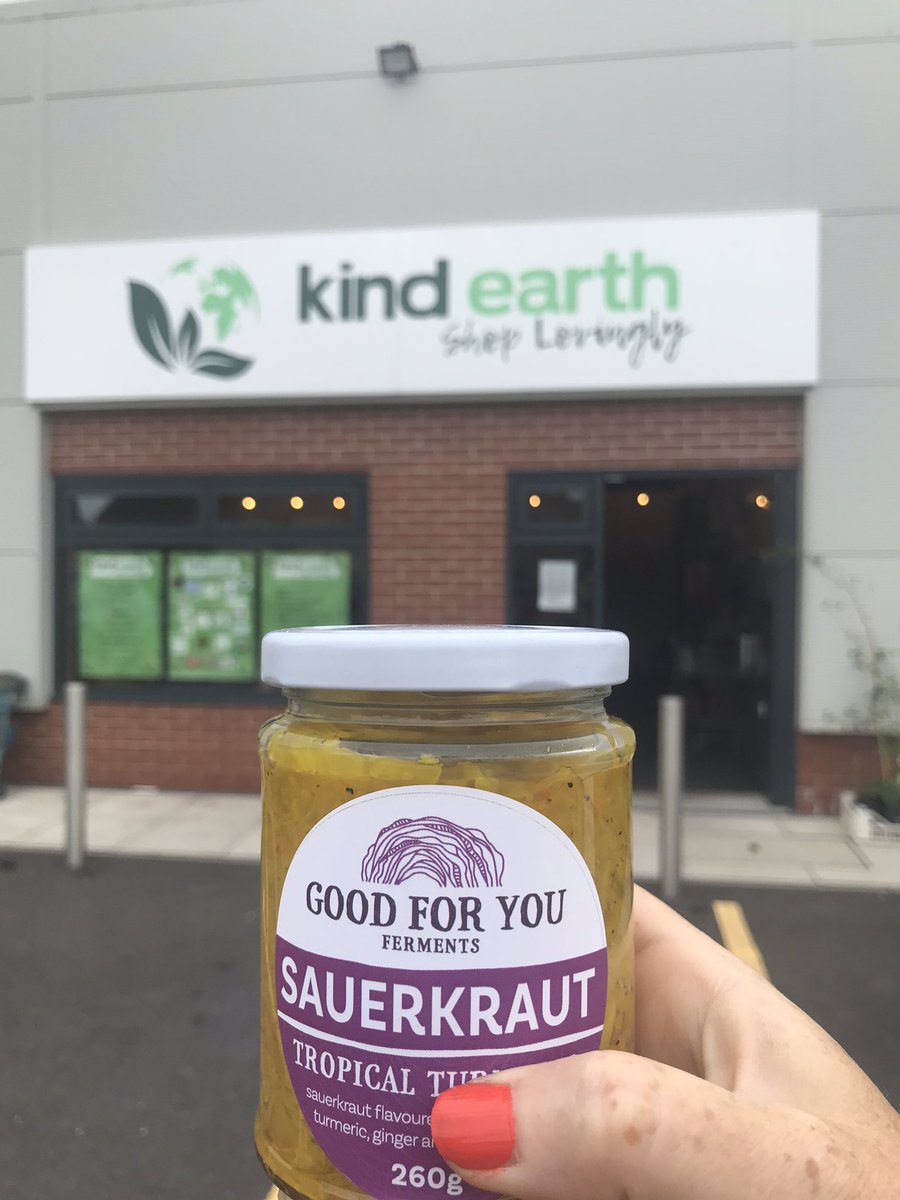 kind earth
Shop Lovingly
GOOD FOR YOU
FERMENTS
SAUERKRAUT
TROPICAL
sauerkraut
turmeric, ginger
260g